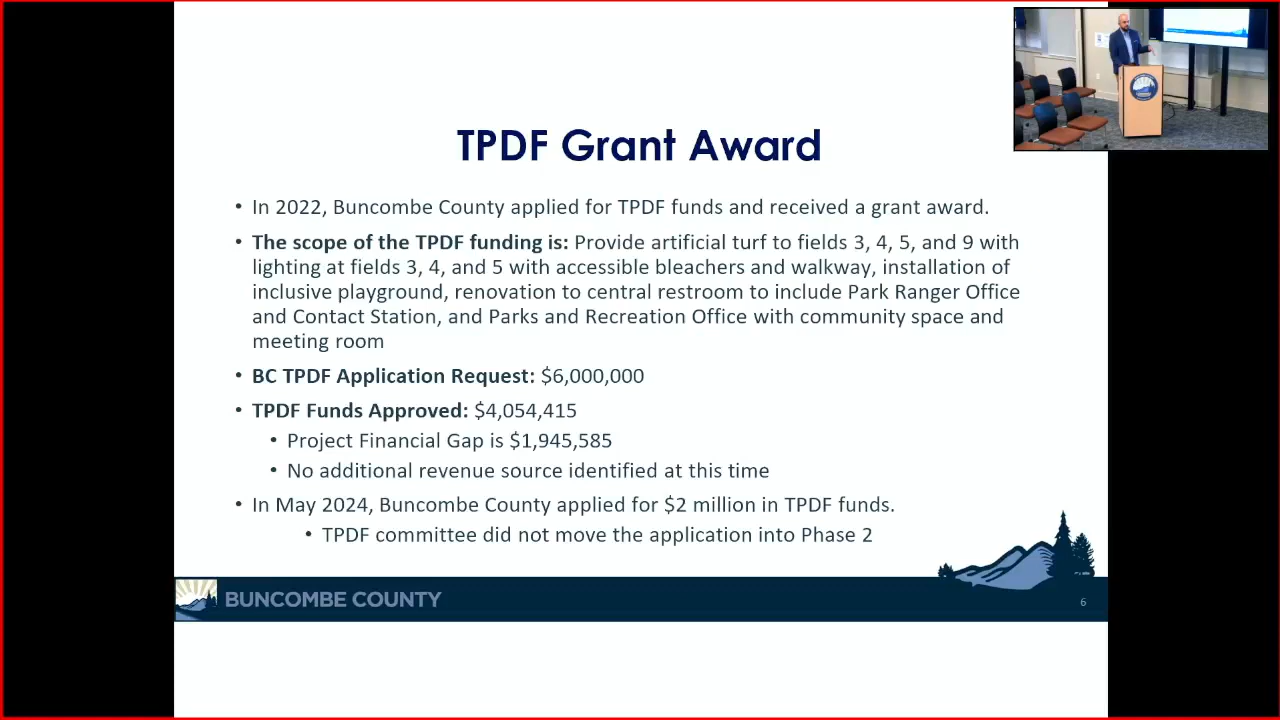 TPDF Grant Award
• In 2022, Buncombe County applied for TPDF funds and received a grant award.
• The scope of the TPDF funding is: Provide artificial turf to fields 3, 4, 5, and 9 with
lighting at fields 3, 4, and 5 with accessible bleachers and walkway, installation of
inclusive playground, renovation to central restroom to include Park Ranger Office
and Contact Station, and Parks and Recreation Office with community space and
meeting room
• BC TPDF Application Request: $6,000,000
• TPDF Funds Approved: $4,054,415
• Project Financial Gap is $1,945,585
• No additional revenue source identified at this time
• In May 2024, Buncombe County applied for $2 million in TPDF funds.
• TPDF committee did not move the application into Phase 2
BUNCOMBE COUNTY
6